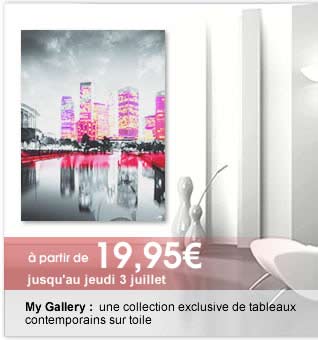 à partir de 19,95€
jusqu'au jeudi 3 juillet
My Gallery : une collection exclusive de tableaux
contemporains sur toile